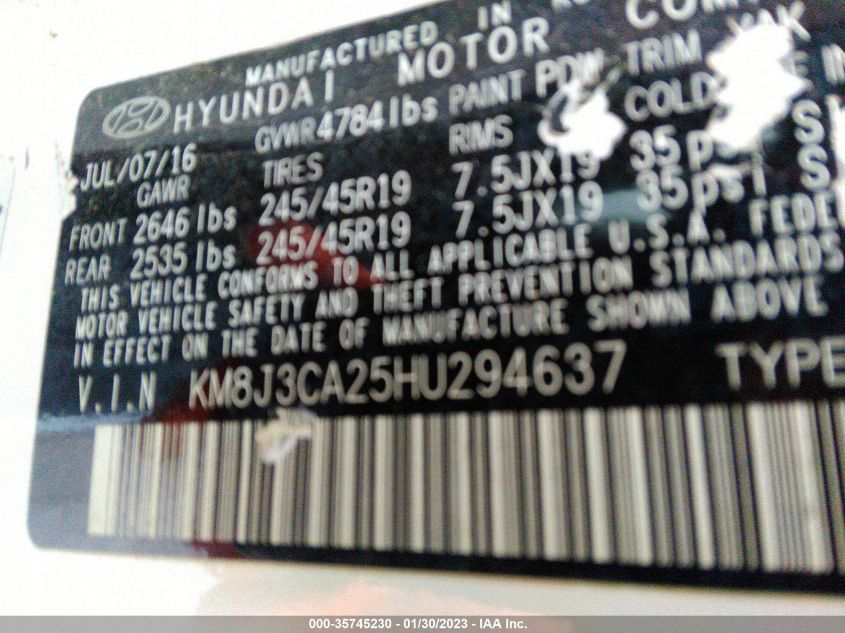 MANUFACTURED IN
HYUNDAI MOTOR
JUL/07/16 GVWR 4784 lbs PAINT PDW TRIM
GAWR TIRES RIMS COLD
FRONT 2646 lbs 245/45R19 7.5JX19 35 psi
REAR 2535 lbs 245/45R19 7.5JX19 35 psi
THIS VEHICLE CONFORMS TO ALL APPLICABLE U.S.A. FEDE
MOTOR VEHICLE SAFETY AND THEFT PREVENTION STANDARDS
IN EFFECT ON THE DATE OF MANUFACTURE SHOWN ABOVE
V.I.N KM8J3CA25HU294637 TYPE
000-35745230 - 01/30/2023 - IAA Inc.